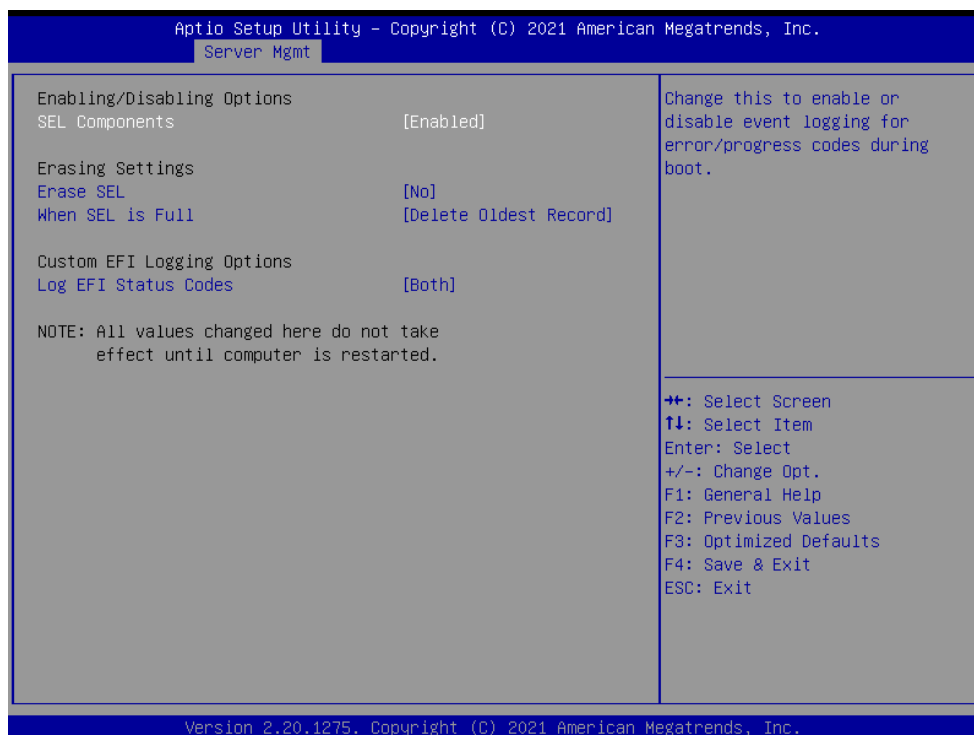 Aptio Setup Utility – Copyright (C) 2021 American Megatrends, Inc.
Server Mgmt
Enabling/Disabling Options
SEL Components [Enabled]
Erasing Settings
Erase SEL [No]
When SEL is Full [Delete Oldest Record]
Custom EFI Logging Options
Log EFI Status Codes [Both]
NOTE: All values changed here do not take
effect until computer is restarted.
Change this to enable or
disable event logging for
error/progress codes during
boot.
→←: Select Screen
↑↓: Select Item
Enter: Select
+/-: Change Opt.
F1: General Help
F2: Previous Values
F3: Optimized Defaults
F4: Save & Exit
ESC: Exit
Version 2.20.1275. Copyright (C) 2021 American Megatrends, Inc.